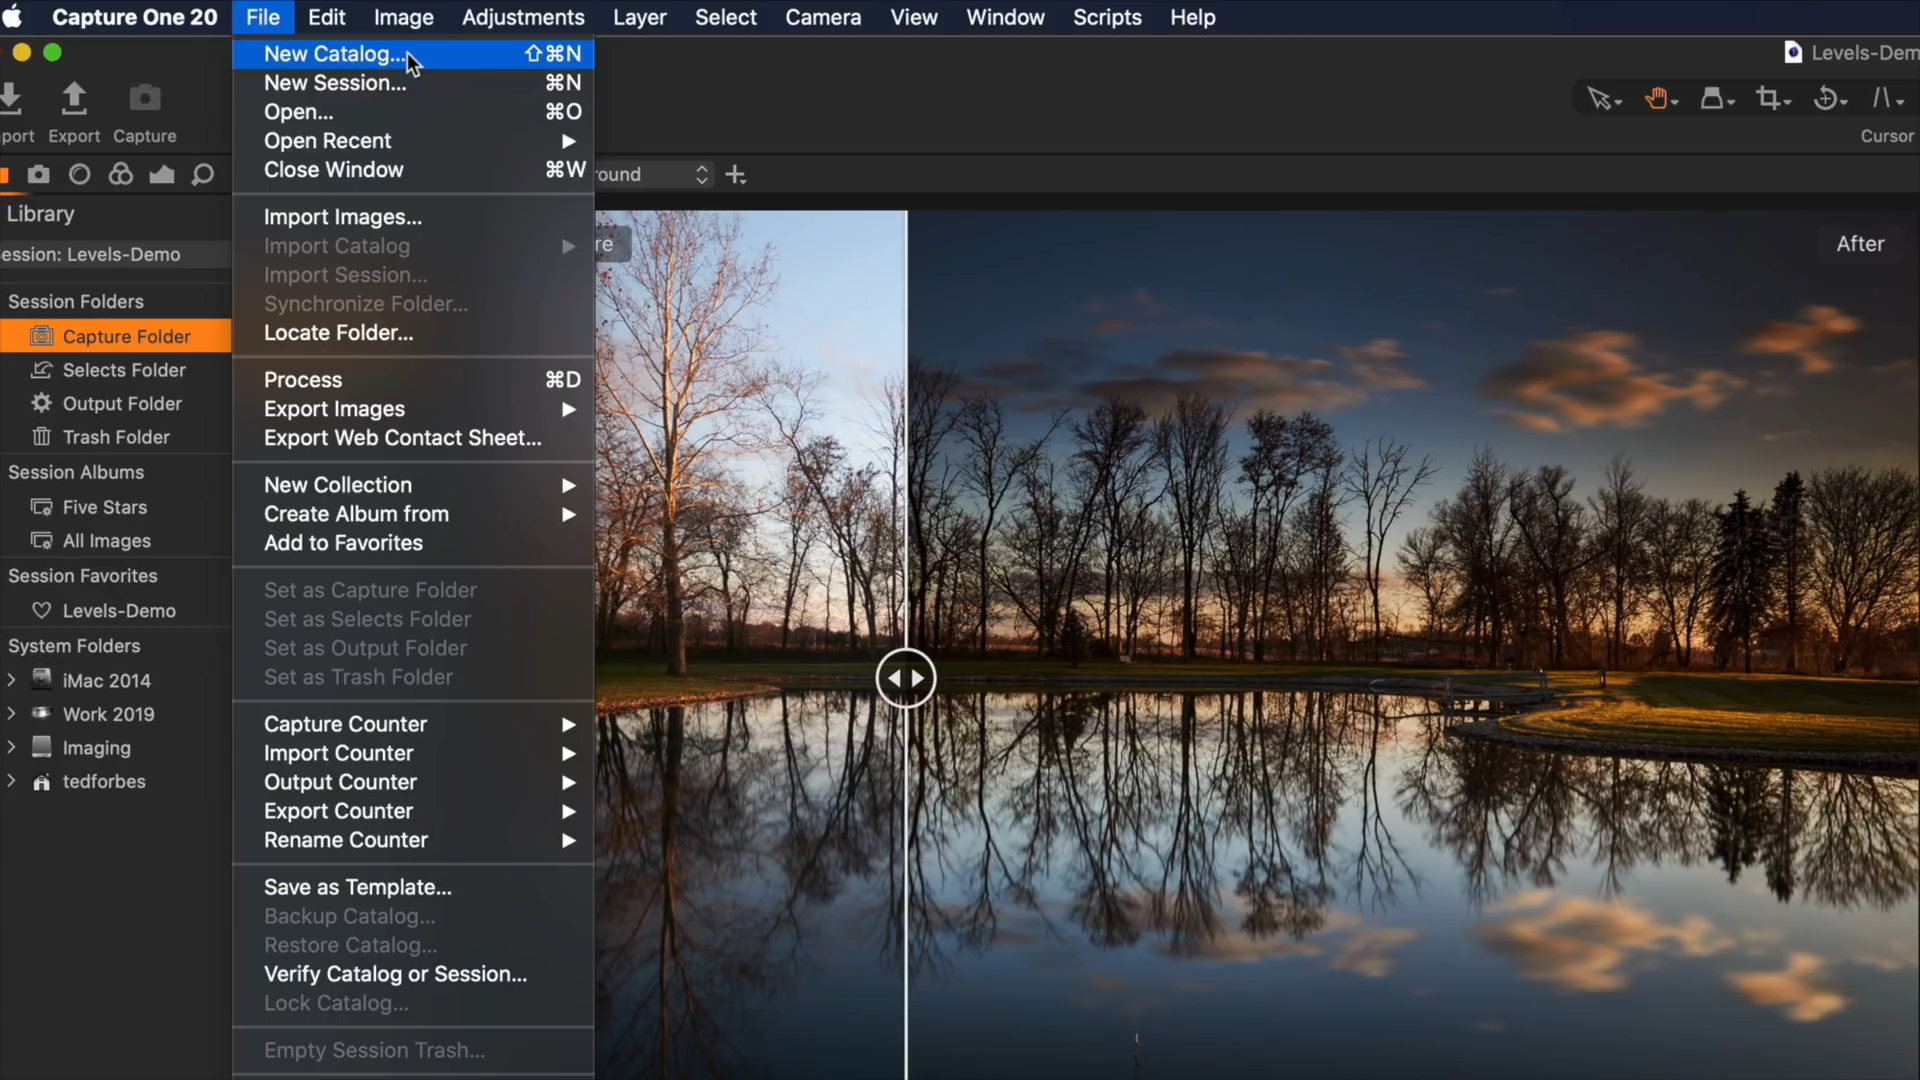 Capture One 20 File Edit Image Adjustments Layer Select Camera View Window Scripts Help
New Catalog... ⇧⌘N
New Session... ⌘N
Open... ⌘O
Open Recent ▶
Close Window ⌘W
Import Images...
Import Catalog ▶
Import Session...
Synchronize Folder...
Locate Folder...
Process ⌘D
Export Images ▶
Export Web Contact Sheet...
New Collection ▶
Create Album from ▶
Add to Favorites
Set as Capture Folder
Set as Selects Folder
Set as Output Folder
Set as Trash Folder
Capture Counter ▶
Import Counter ▶
Output Counter ▶
Export Counter ▶
Rename Counter ▶
Save as Template...
Backup Catalog...
Restore Catalog...
Verify Catalog or Session...
Lock Catalog...
Empty Session Trash...
Levels-Dem
port Export Capture
Cursor
round
Library
ession: Levels-Demo
Session Folders
Capture Folder
Selects Folder
Output Folder
Trash Folder
Session Albums
Five Stars
All Images
Session Favorites
Levels-Demo
System Folders
iMac 2014
Work 2019
Imaging
tedforbes
re
After